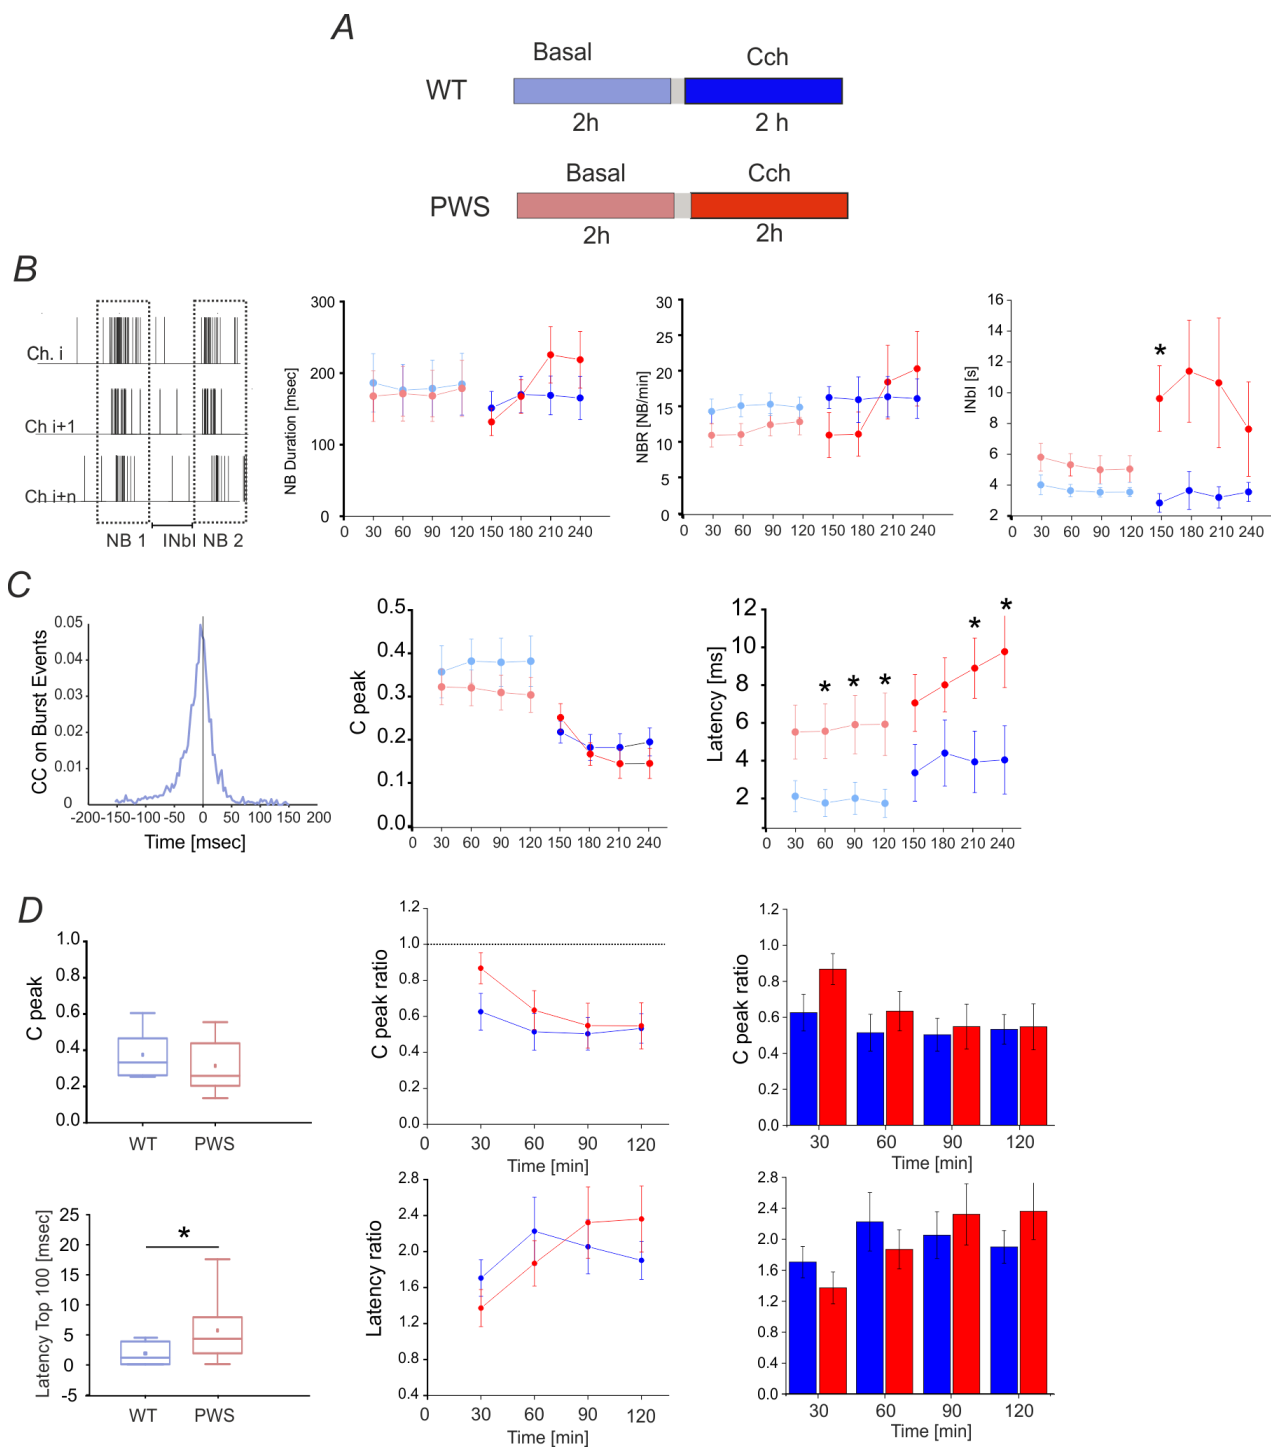 A
Basal
Cch
WT
2h
2 h
Basal
Cch
PWS
2h
2h
B
Ch. i
Ch i+1
Ch i+n
NB 1 INbI NB 2
NB Duration [msec]
300
200
100
0
0 30 60 90 120 150 180 210 240
NBR [NB/min]
30
25
20
15
10
5
0
0 30 60 90 120 150 180 210 240
INbI [s]
16
14
12
10
8
6
4
2
*
0 30 60 90 120 150 180 210 240
C
CC on Burst Events
0.05
0.04
0.03
0.02
0.01
0
-200 -150 -100 -50 0 50 100 150 200
Time [msec]
C peak
0.5
0.4
0.3
0.2
0.1
0.0
0 30 60 90 120 150 180 210 240
Latency [ms]
12
10
8
6
4
2
* * * * *
0 30 60 90 120 150 180 210 240
D
C peak
1.0
0.8
0.6
0.4
0.2
0.0
WT PWS
C peak ratio
1.2
1.0
0.8
0.6
0.4
0.2
0.0
0 30 60 90 120
Time [min]
C peak ratio
1.2
1.0
0.8
0.6
0.4
0.2
0.0
30 60 90 120
Time [min]
Latency Top 100 [msec]
25
20
15
10
5
0
-5
*
WT PWS
Latency ratio
2.8
2.4
2.0
1.6
1.2
0.8
0.4
0 30 60 90 120
Time [min]
2.8
2.4
2.0
1.6
1.2
0.8
0.4
0.0
30 60 90 120
Time [min]